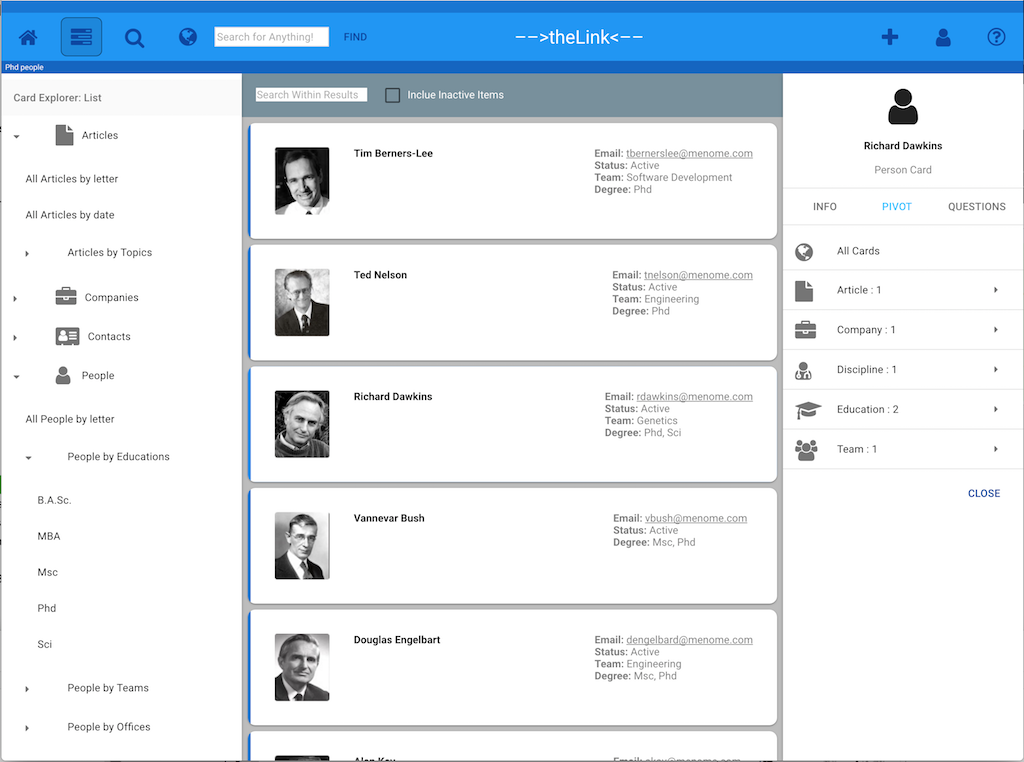 Search for Anything!
FIND
-->theLink<--
Phd people
Card Explorer: List
Articles
All Articles by letter
All Articles by date
Articles by Topics
Companies
Contacts
People
All People by letter
People by Educations
B.A.Sc.
MBA
Msc
Phd
Sci
People by Teams
People by Offices
Search Within Results
Inclue Inactive Items
Tim Berners-Lee
Email: tbernerslee@menome.com
Status: Active
Team: Software Development
Degree: Phd
Ted Nelson
Email: tnelson@menome.com
Status: Active
Team: Engineering
Degree: Phd
Richard Dawkins
Email: rdawkins@menome.com
Status: Active
Team: Genetics
Degree: Phd, Sci
Vannevar Bush
Email: vbush@menome.com
Status: Active
Degree: Msc, Phd
Douglas Engelbart
Email: dengelbard@menome.com
Status: Active
Team: Engineering
Degree: Msc, Phd
Alan Kay
Email: akay@menome.com
Richard Dawkins
Person Card
INFO
PIVOT
QUESTIONS
All Cards
Article : 1
Company : 1
Discipline : 1
Education : 2
Team : 1
CLOSE